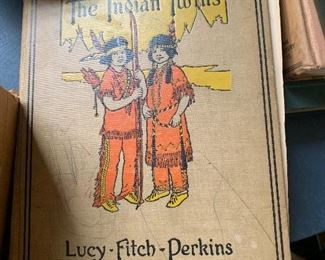 The Indian Twins
Lucy-Fitch-Perkins